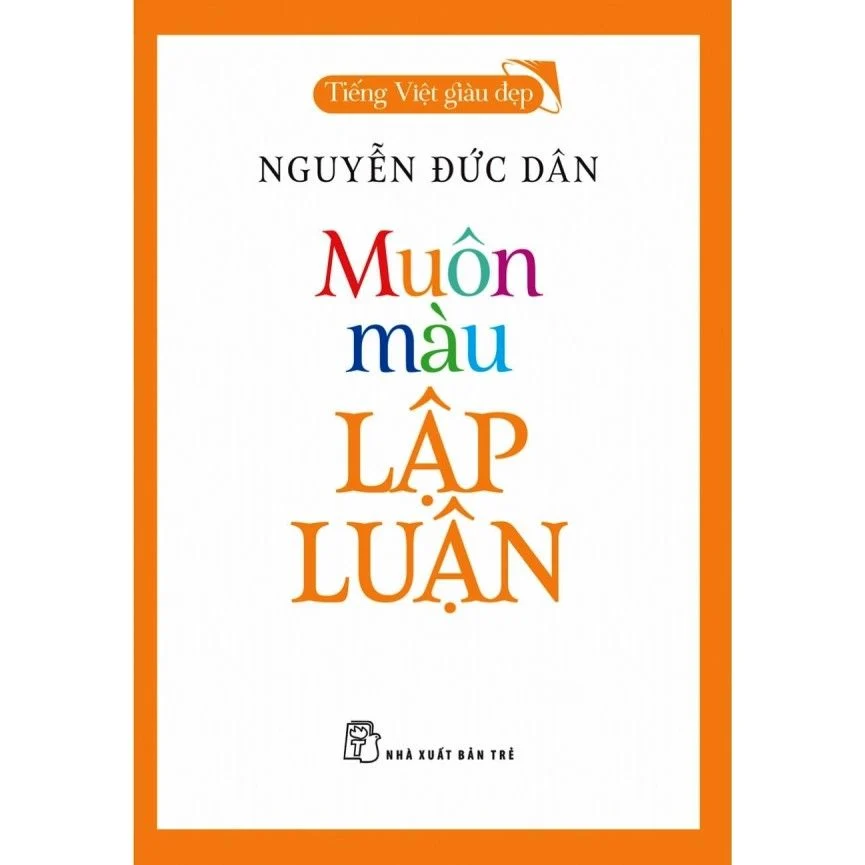 Tiếng Việt giàu đẹp
NGUYỄN ĐỨC DÂN
Muôn
màu
LẬP
LUẬN
T
NHÀ XUẤT BẢN TRẺ